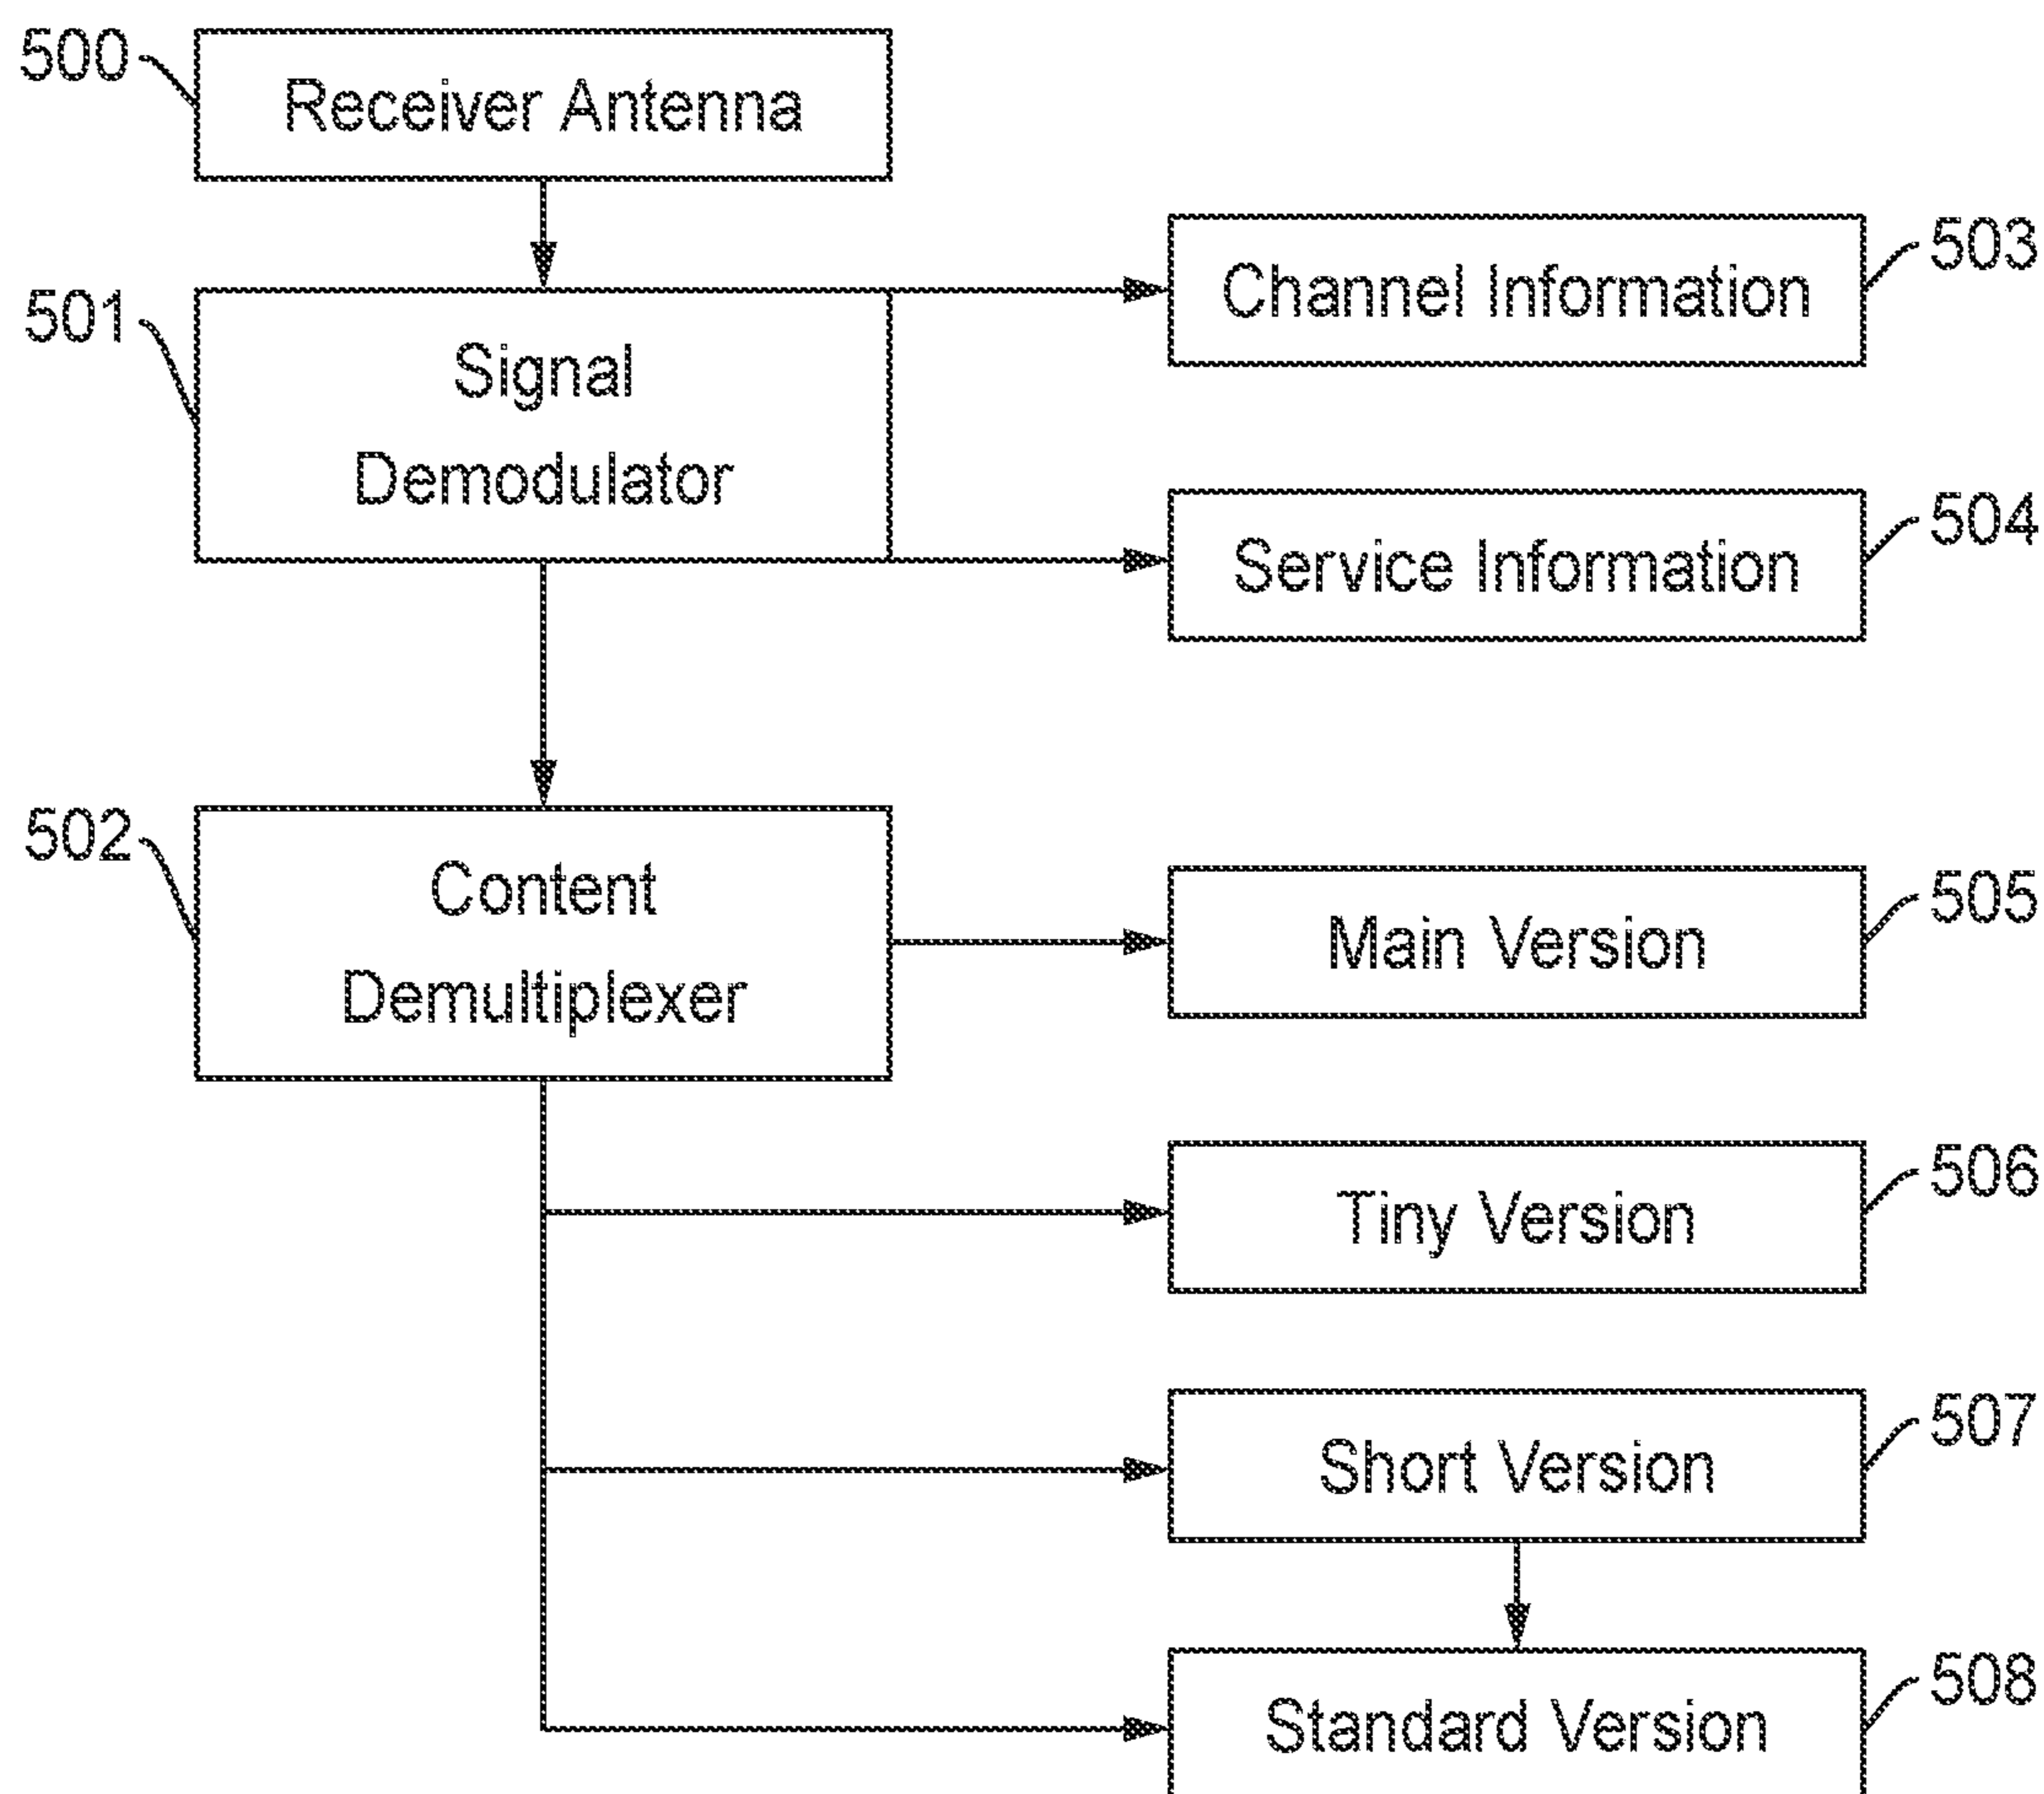 500
Receiver Antenna
503
Channel Information
501
Signal
Demodulator
504
Service Information
502
Content
Demultiplexer
505
Main Version
506
Tiny Version
507
Short Version
508
Standard Version